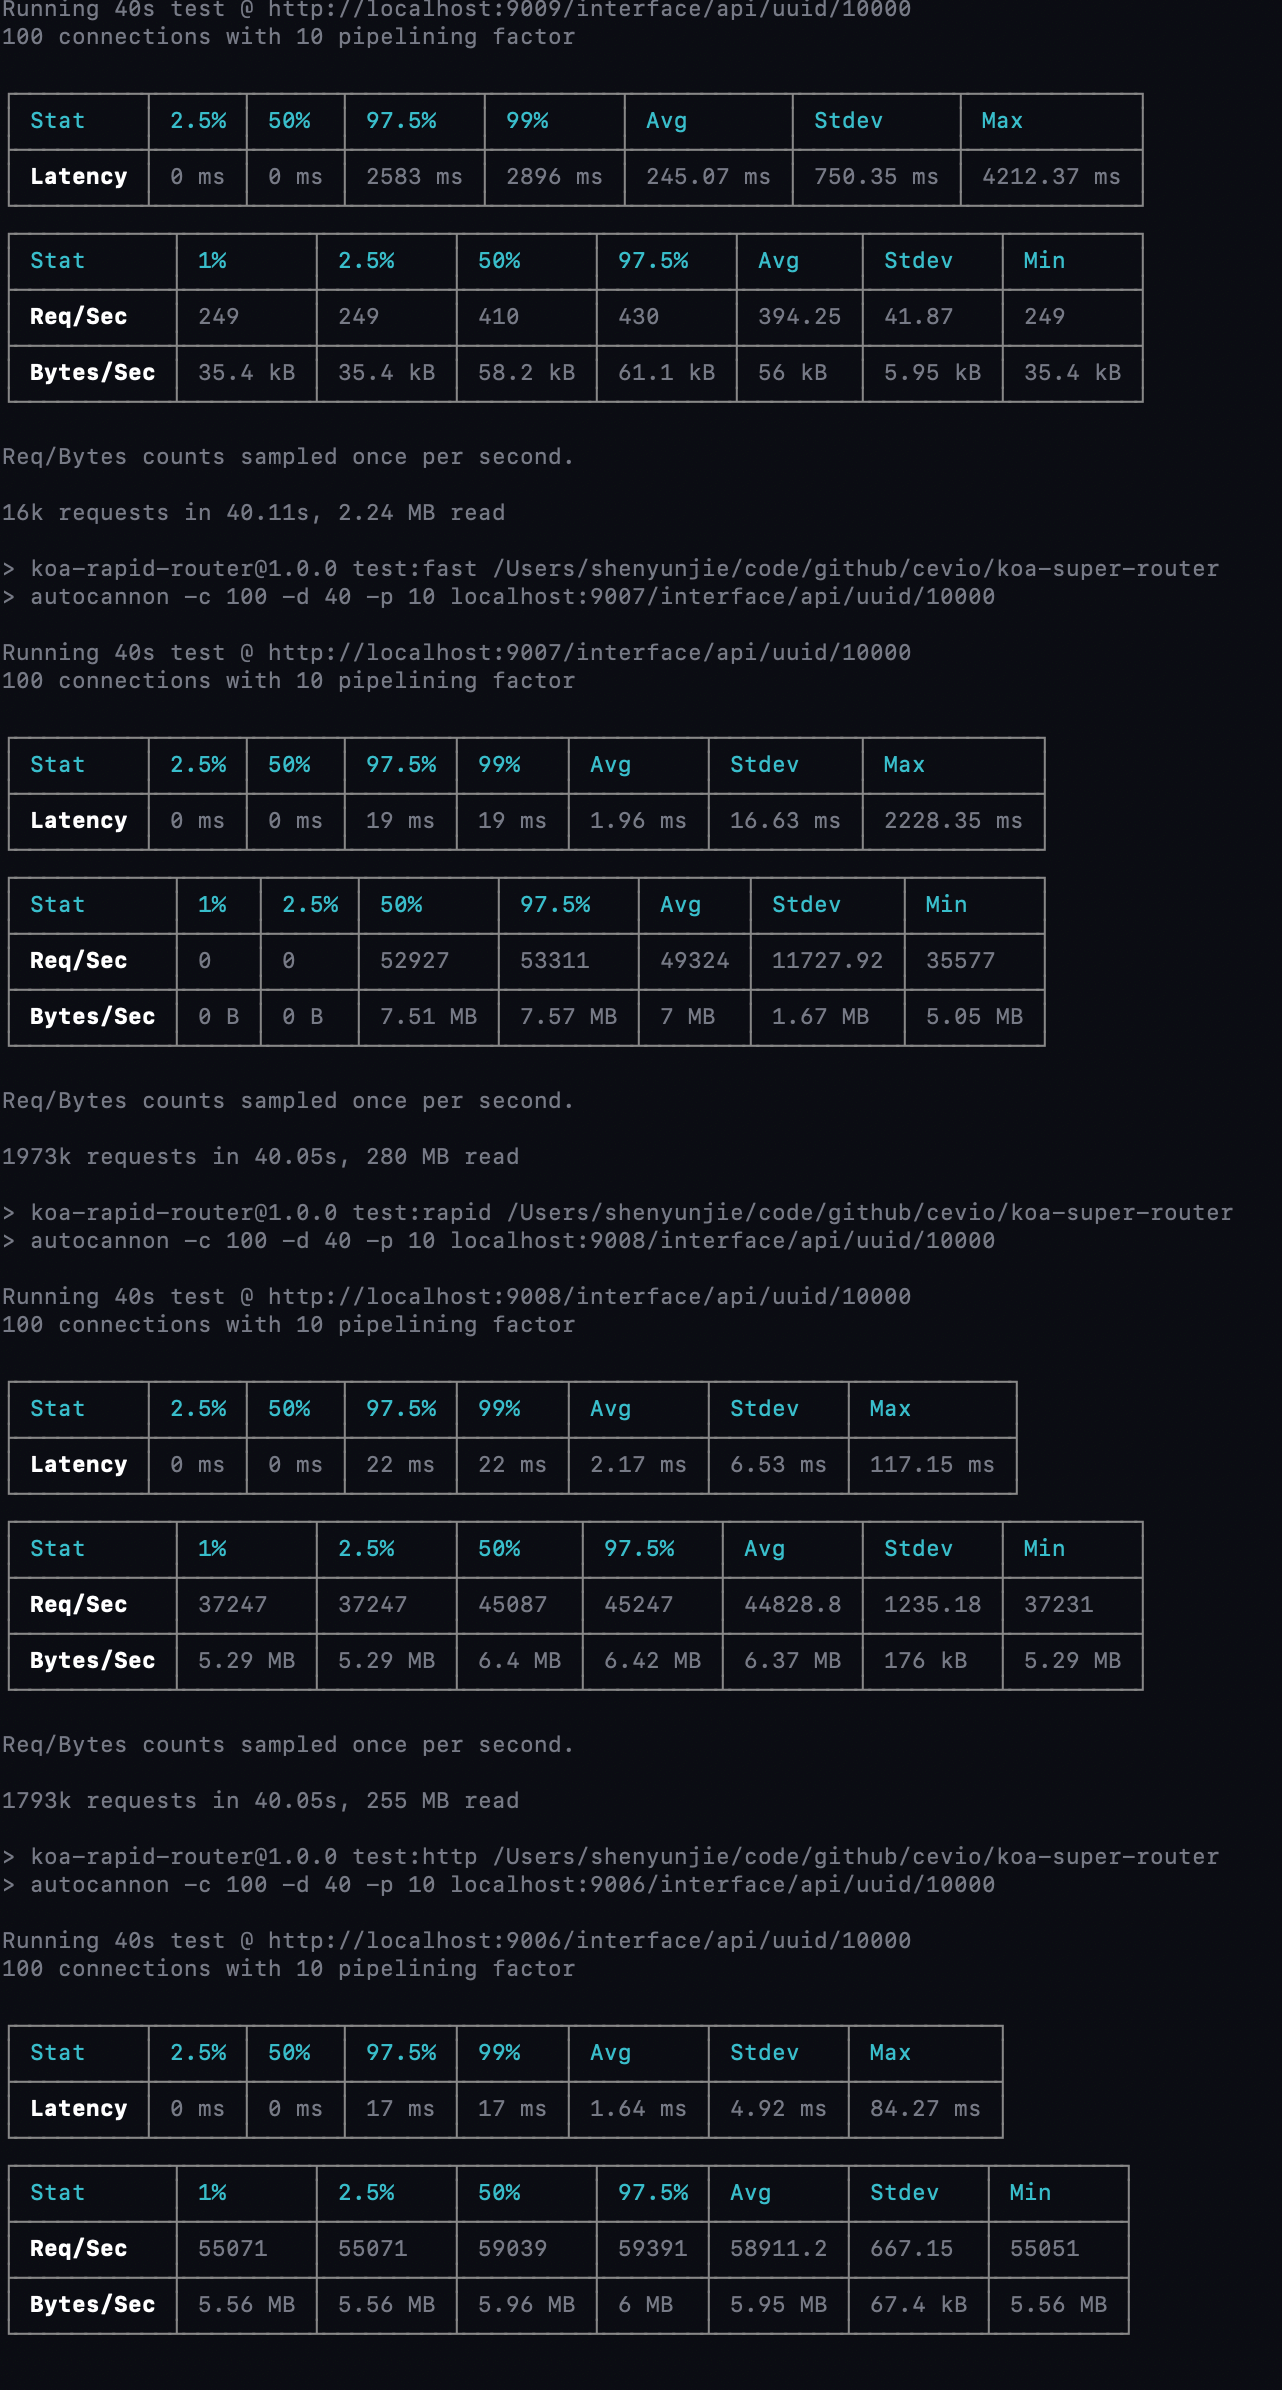 Running 40s test @ http://localhost:9009/interface/api/uuid/10000
100 connections with 10 pipelining factor
Stat 2.5% 50% 97.5% 99% Avg Stdev Max
Latency 0 ms 0 ms 2583 ms 2896 ms 245.07 ms 750.35 ms 4212.37 ms
Stat 1% 2.5% 50% 97.5% Avg Stdev Min
Req/Sec 249 249 410 430 394.25 41.87 249
Bytes/Sec 35.4 kB 35.4 kB 58.2 kB 61.1 kB 56 kB 5.95 kB 35.4 kB
Req/Bytes counts sampled once per second.
16k requests in 40.11s, 2.24 MB read
> koa-rapid-router@1.0.0 test:fast /Users/shenyunjie/code/github/cevio/koa-super-router
> autocannon -c 100 -d 40 -p 10 localhost:9007/interface/api/uuid/10000
Running 40s test @ http://localhost:9007/interface/api/uuid/10000
100 connections with 10 pipelining factor
Stat 2.5% 50% 97.5% 99% Avg Stdev Max
Latency 0 ms 0 ms 19 ms 19 ms 1.96 ms 16.63 ms 2228.35 ms
Stat 1% 2.5% 50% 97.5% Avg Stdev Min
Req/Sec 0 0 52927 53311 49324 11727.92 35577
Bytes/Sec 0 B 0 B 7.51 MB 7.57 MB 7 MB 1.67 MB 5.05 MB
Req/Bytes counts sampled once per second.
1973k requests in 40.05s, 280 MB read
> koa-rapid-router@1.0.0 test:rapid /Users/shenyunjie/code/github/cevio/koa-super-router
> autocannon -c 100 -d 40 -p 10 localhost:9008/interface/api/uuid/10000
Running 40s test @ http://localhost:9008/interface/api/uuid/10000
100 connections with 10 pipelining factor
Stat 2.5% 50% 97.5% 99% Avg Stdev Max
Latency 0 ms 0 ms 22 ms 22 ms 2.17 ms 6.53 ms 117.15 ms
Stat 1% 2.5% 50% 97.5% Avg Stdev Min
Req/Sec 37247 37247 45087 45247 44828.8 1235.18 37231
Bytes/Sec 5.29 MB 5.29 MB 6.4 MB 6.42 MB 6.37 MB 176 kB 5.29 MB
Req/Bytes counts sampled once per second.
1793k requests in 40.05s, 255 MB read
> koa-rapid-router@1.0.0 test:http /Users/shenyunjie/code/github/cevio/koa-super-router
> autocannon -c 100 -d 40 -p 10 localhost:9006/interface/api/uuid/10000
Running 40s test @ http://localhost:9006/interface/api/uuid/10000
100 connections with 10 pipelining factor
Stat 2.5% 50% 97.5% 99% Avg Stdev Max
Latency 0 ms 0 ms 17 ms 17 ms 1.64 ms 4.92 ms 84.27 ms
Stat 1% 2.5% 50% 97.5% Avg Stdev Min
Req/Sec 55071 55071 59039 59391 58911.2 667.15 55051
Bytes/Sec 5.56 MB 5.56 MB 5.96 MB 6 MB 5.95 MB 67.4 kB 5.56 MB